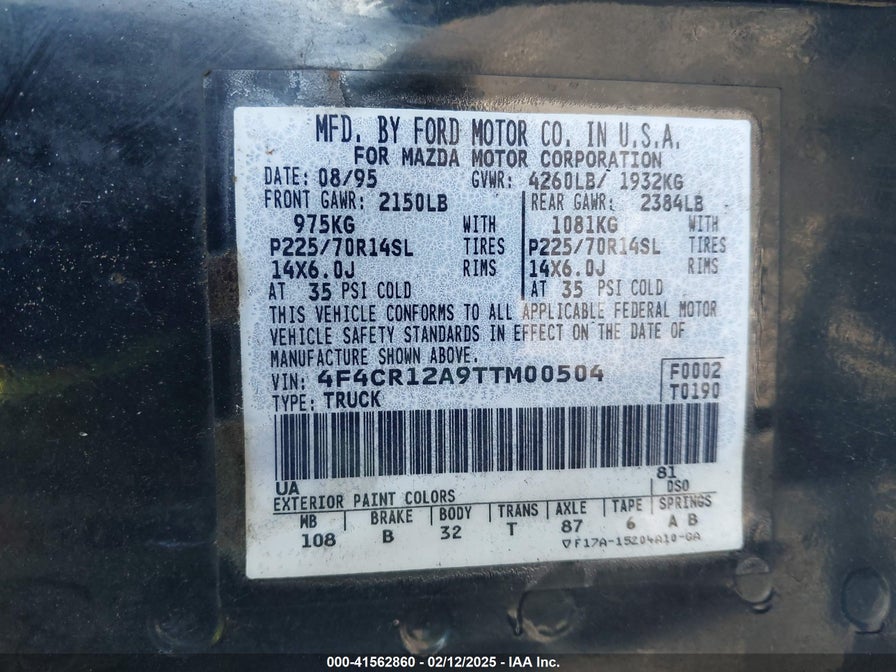 MFD. BY FORD MOTOR CO. IN U.S.A.
FOR MAZDA MOTOR CORPORATION
DATE: 08/95 GVWR: 4260LB/ 1932KG
FRONT GAWR: 2150LB REAR GAWR: 2384LB
975KG WITH 1081KG WITH
P225/70R14SL TIRES P225/70R14SL TIRES
14X6.0J RIMS 14X6.0J RIMS
AT 35 PSI COLD AT 35 PSI COLD
THIS VEHICLE CONFORMS TO ALL APPLICABLE FEDERAL MOTOR
VEHICLE SAFETY STANDARDS IN EFFECT ON THE DATE OF
MANUFACTURE SHOWN ABOVE.
VIN: 4F4CR12A9TTM00504 F0002
TYPE: TRUCK T0190
UA 81
EXTERIOR PAINT COLORS DSO
WB BRAKE BODY TRANS AXLE TAPE SPRINGS
108 B 32 T 87 6 A B
▽F17A-15204A10-GA
000-41562860 - 02/12/2025 - IAA Inc.